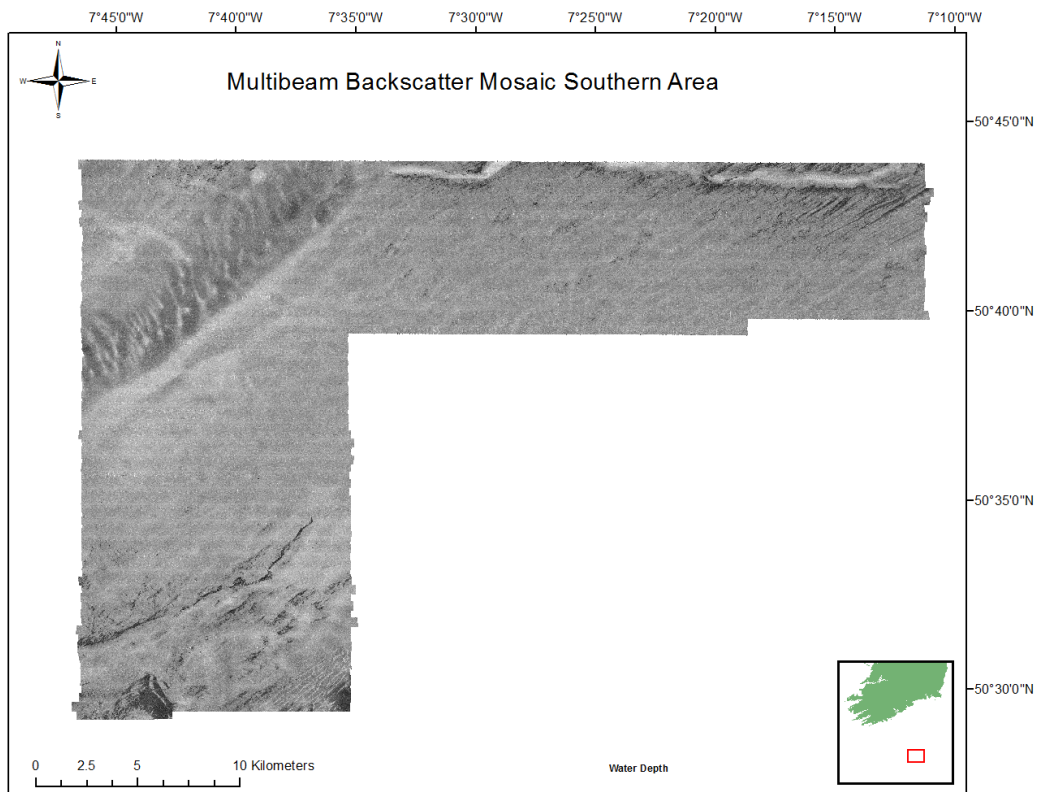 7°45'0"W 7°40'0"W 7°35'0"W 7°30'0"W 7°25'0"W 7°20'0"W 7°15'0"W 7°10'0"W
N
W E
S
Multibeam Backscatter Mosaic Southern Area
50°45'0"N
50°40'0"N
50°35'0"N
50°30'0"N
0 2.5 5 10 Kilometers
Water Depth